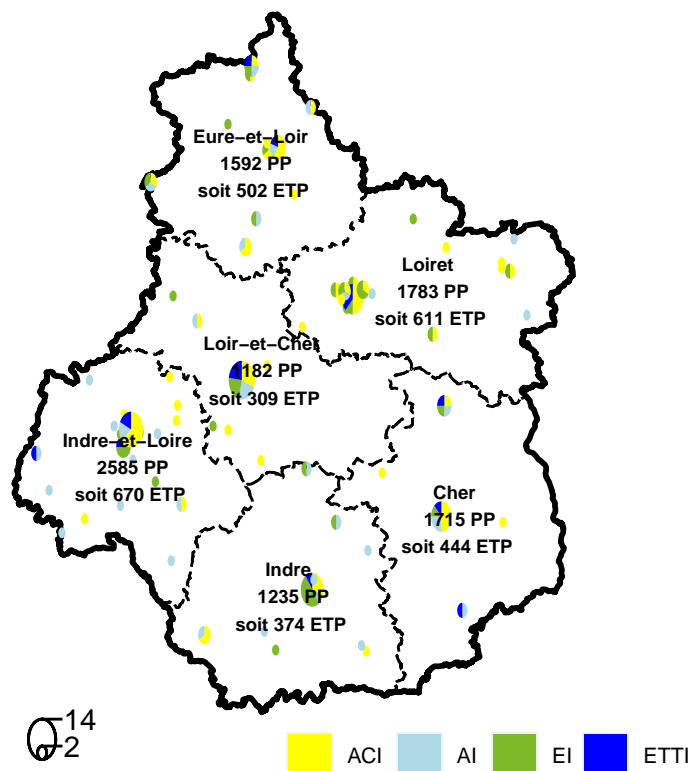 Eure-et-Loir
1592 PP
soit 502 ETP
Loiret
1783 PP
soit 611 ETP
Loir-et-Cher
1182 PP
soit 309 ETP
Indre-et-Loire
2585 PP
soit 670 ETP
Cher
1715 PP
soit 444 ETP
Indre
1235 PP
soit 374 ETP
14
2
ACI AI EI ETTI